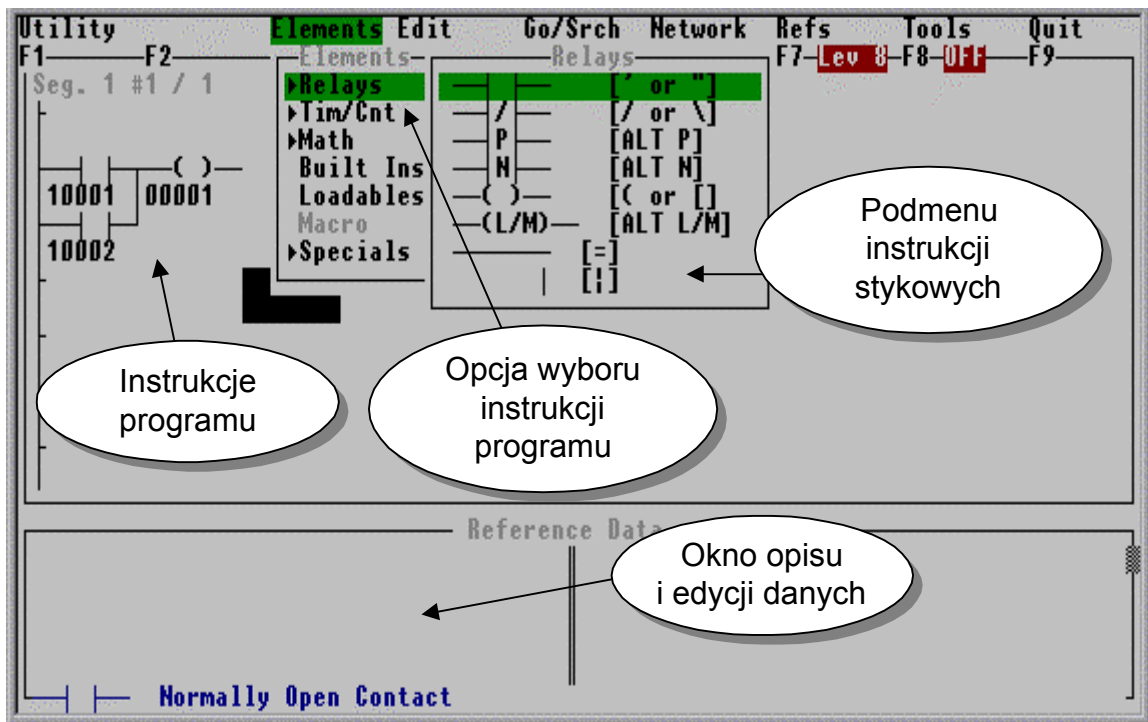 Utility Elements Edit Go/Srch Network Refs Tools Quit
F1 F2 Elements Relays F7 Lev 8 F8 OFF F9
Seg. 1 #1 / 1
Relays
Tim/Cnt
Math
Built Ins
Loadables
Macro
Specials
[' or "]
/ [/ or \]
P [ALT P]
N [ALT N]
( ) [( or []
(L/M) [ALT L/M]
[=]
| [¦]
( )
10001 00001
10002
Podmenu
instrukcji
stykowych
Instrukcje
programu
Opcja wyboru
instrukcji
programu
Reference Data
Okno opisu
i edycji danych
Normally Open Contact